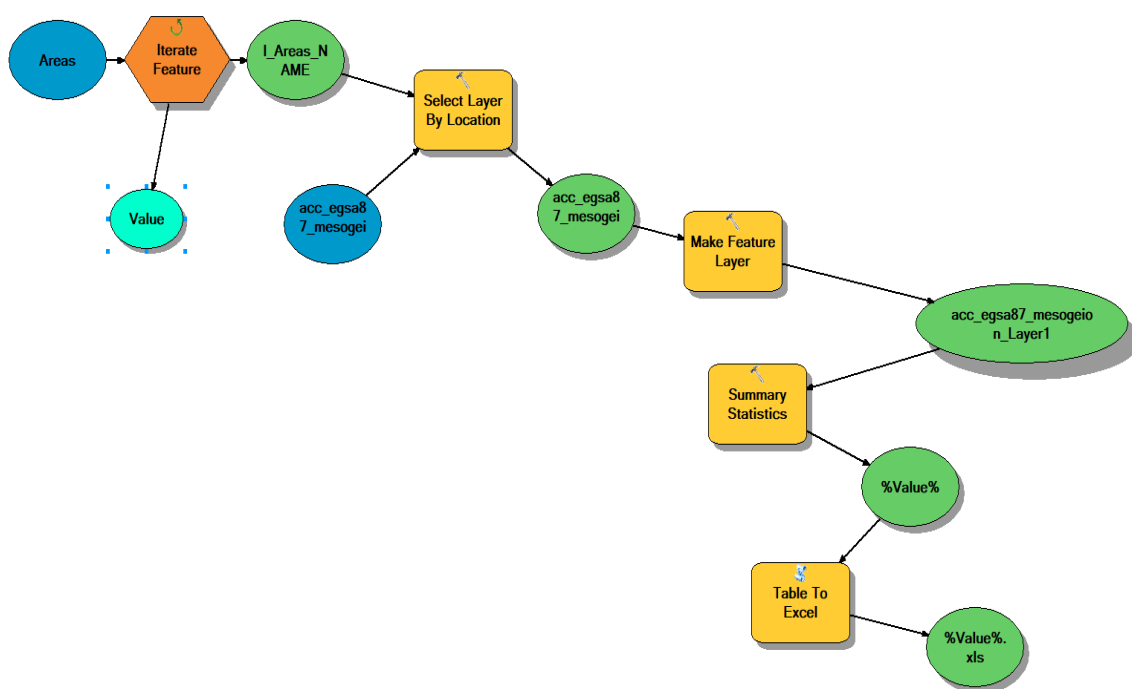 Areas
Iterate
Feature
I_Areas_N
AME
Select Layer
By Location
Value
acc_egsa8
7_mesogei
acc_egsa8
7_mesogei
Make Feature
Layer
acc_egsa87_mesogeio
n_Layer1
Summary
Statistics
%Value%
Table To
Excel
%Value%.
xls